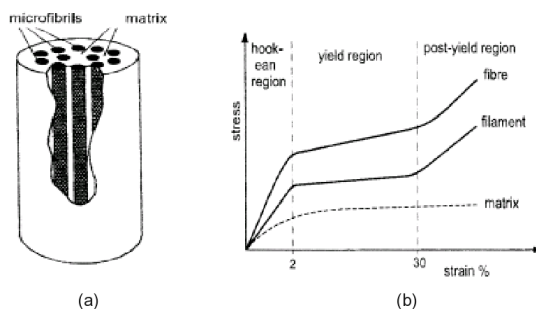 microfibrils matrix
(a)
hook-
ean
region
yield region
post-yield region
fibre
filament
matrix
stress
2
30
strain %
(b)